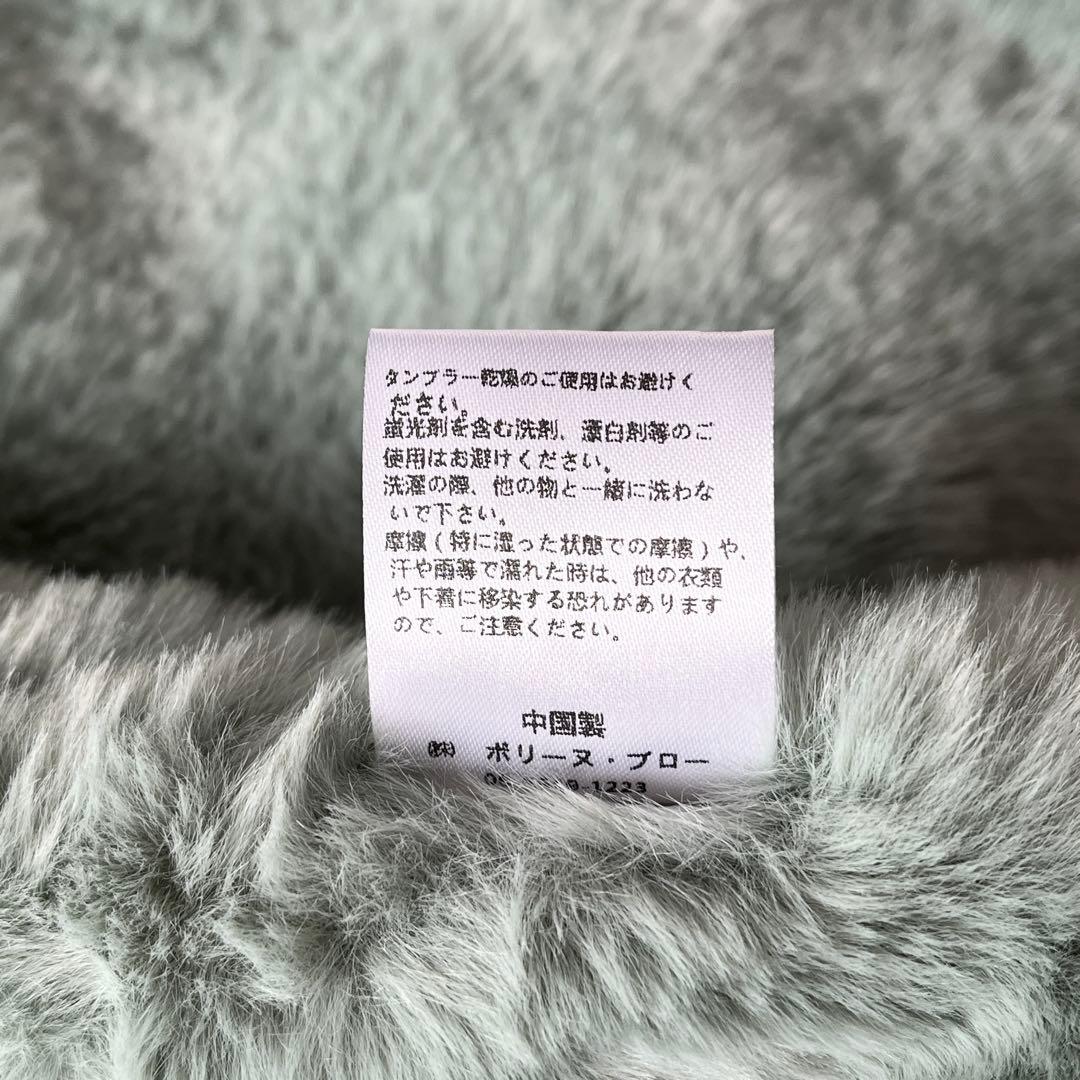 タンブラー乾燥のご使用はお避けく
ださい。
蛍光剤を含む洗剤、漂白剤等のご
使用はお避けください。
洗濯の際、他の物と一緒に洗わな
いで下さい。
摩擦(特に湿った状態での摩擦)や、
汗や雨等で濡れた時は、他の衣類
や下着に移染する恐れがあります
ので、ご注意ください。
中国製
㈱ ポリーヌ・ブロー